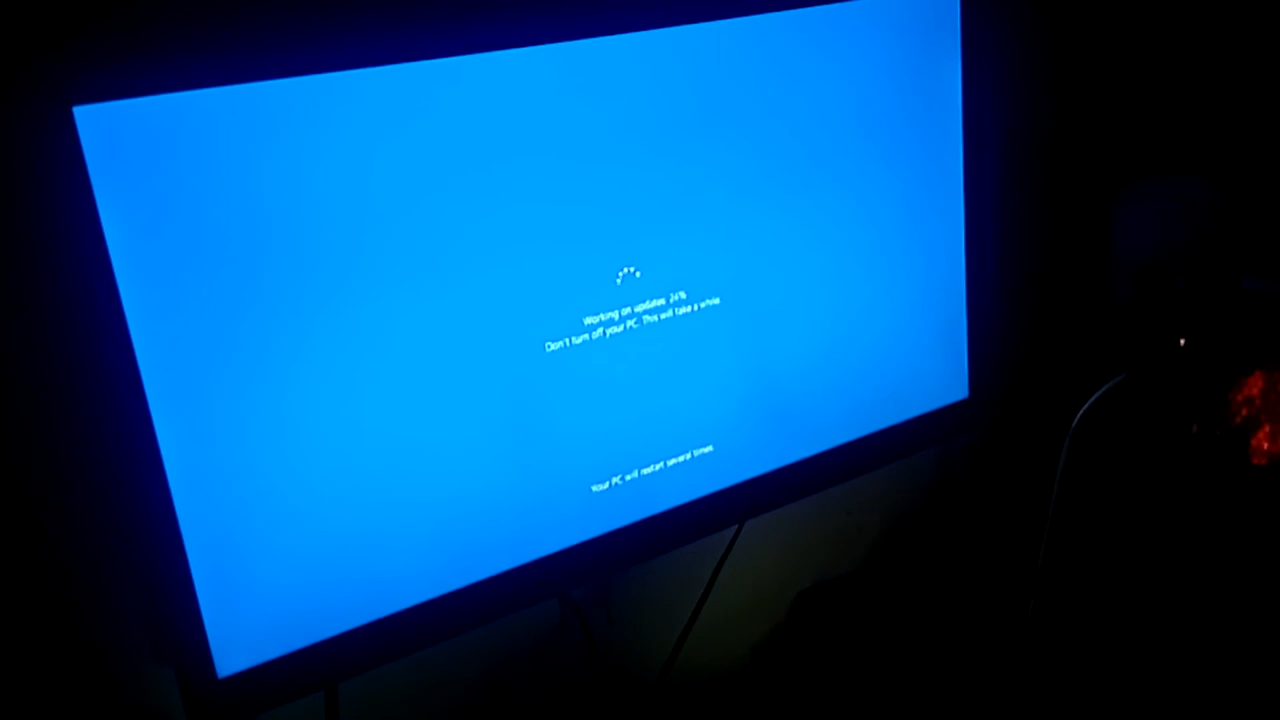 Working on updates 24%
Don't turn off your PC. This will take a while.
Your PC will restart several times